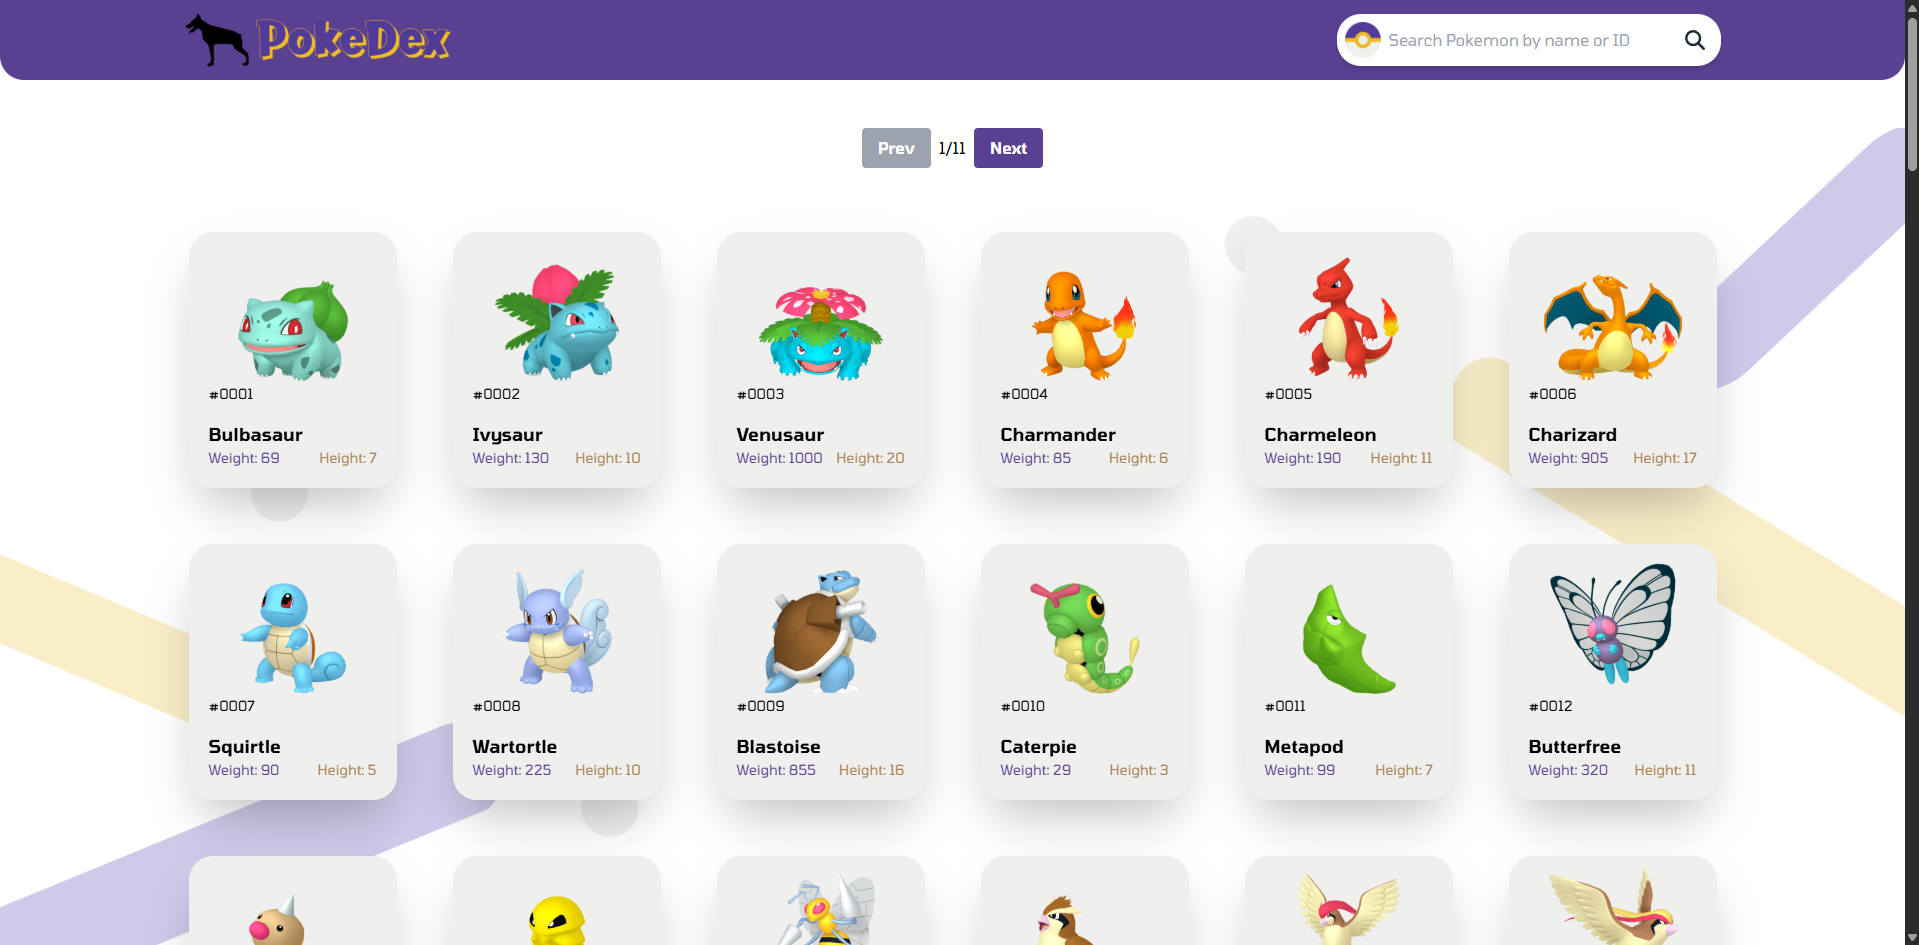 PokeDex
Search Pokemon by name or ID
Prev 1/11 Next
#0001
Bulbasaur
Weight: 69 Height: 7
#0002
Ivysaur
Weight: 130 Height: 10
#0003
Venusaur
Weight: 1000 Height: 20
#0004
Charmander
Weight: 85 Height: 6
#0005
Charmeleon
Weight: 190 Height: 11
#0006
Charizard
Weight: 905 Height: 17
#0007
Squirtle
Weight: 90 Height: 5
#0008
Wartortle
Weight: 225 Height: 10
#0009
Blastoise
Weight: 855 Height: 16
#0010
Caterpie
Weight: 29 Height: 3
#0011
Metapod
Weight: 99 Height: 7
#0012
Butterfree
Weight: 320 Height: 11